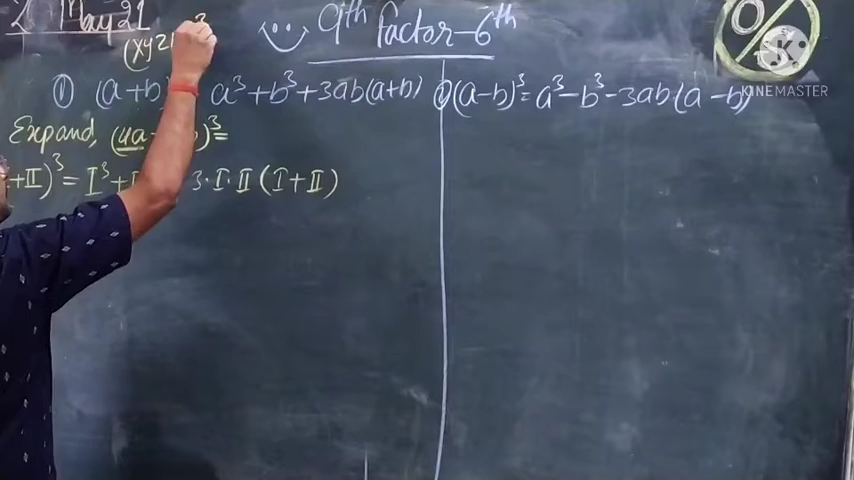 2 May 21
9th factor-6th
(xyz
① (a+b) a³+b³+3ab(a+b)
(a-b)³=a³-b³-3ab(a-b)
KINEMASTER
Expand, (4a )³=
+II)³=I³+ 3·I·II(I+II)